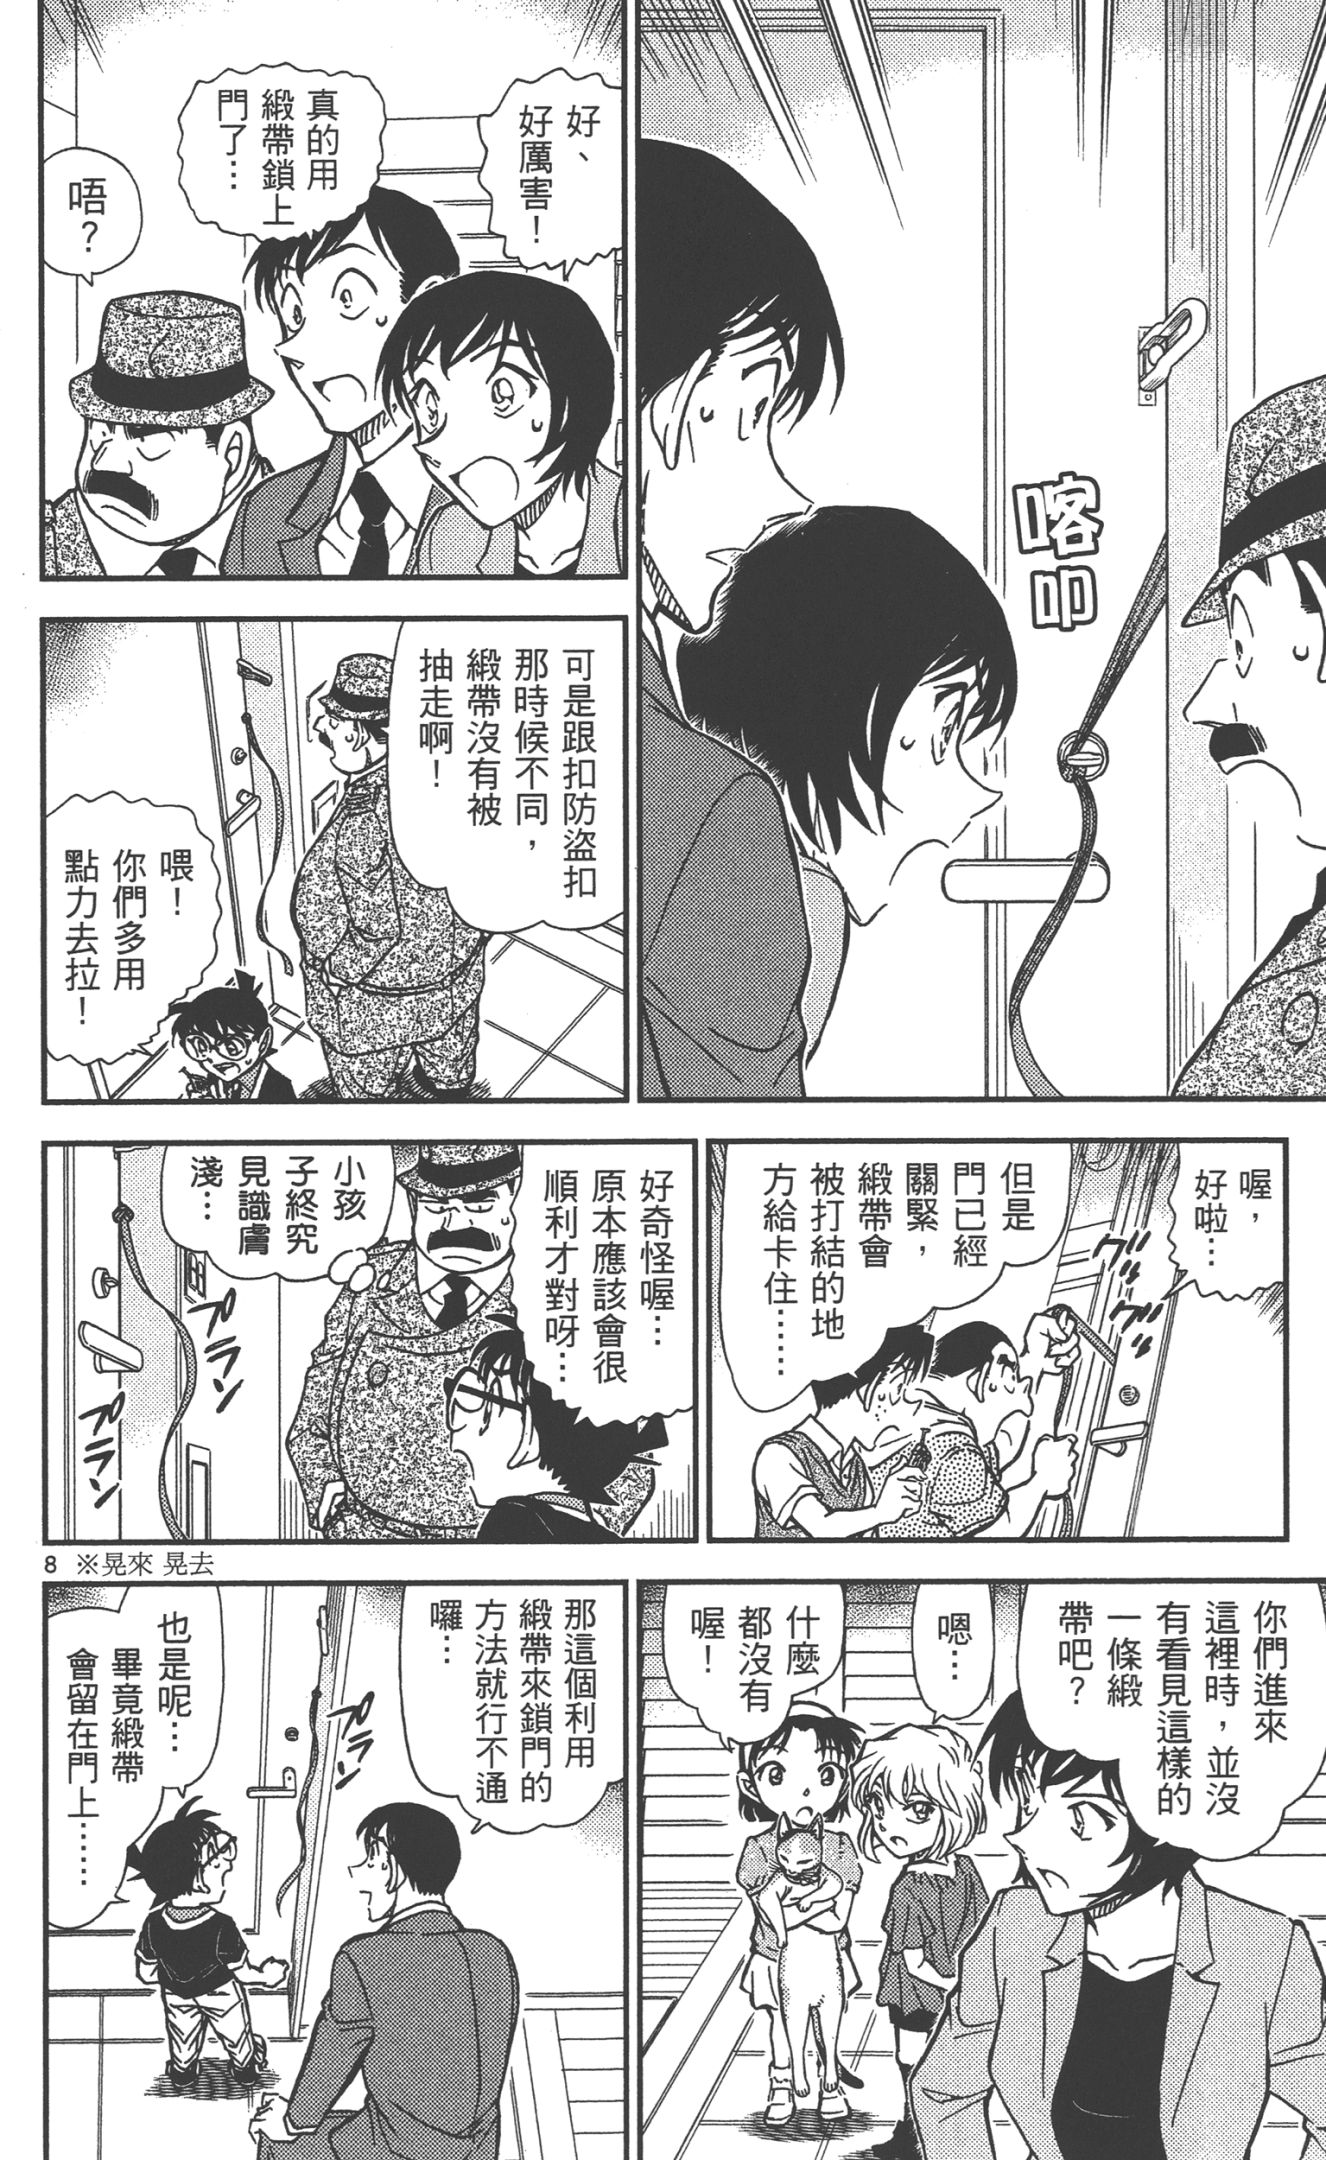 喀
叩
好、
好厲害！
真的用
緞帶鎖上
門了…
唔？
可是跟扣防盜扣
那時候不同，
緞帶沒有被
抽走啊！
喂！
你們多用
點力去拉！
喔，
好啦…
グググッ
但是
門已經
關緊，
緞帶會
被打結的地
方給卡住……
好奇怪喔…
原本應該會很
順利才對呀…
小孩
子終究
見識膚
淺…
プラン
プラン
8
※晃來 晃去
你們進來
這裡時，並沒
有看見這樣的
一條緞
帶吧？
嗯…
什麼
都沒有
喔！
那這個利用
緞帶來鎖門的
方法就行不通
囉…
プラン
也是呢…
畢竟緞帶
會留在門上……